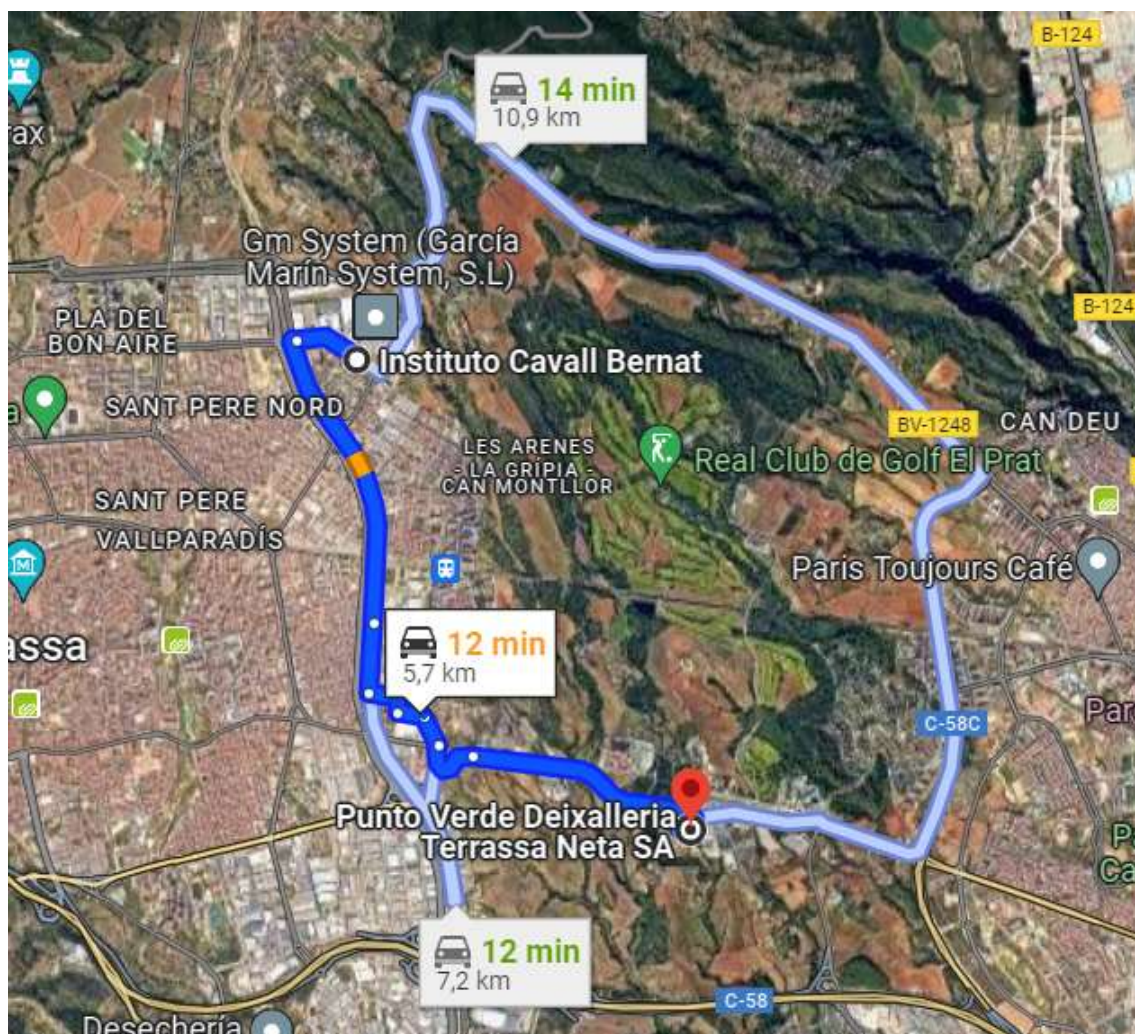 B-124
14 min
10,9 km
rax
Gm System (García
Marín System, S.L)
PLA DEL
BON AIRE
B-124
Instituto Cavall Bernat
SANT PERE NORD
BV-1248
CAN DEU
LES ARENES
- LA GRÍPIA -
CAN MONTLLOR
Real Club de Golf El Prat
SANT PERE
VALLPARADÍS
M
Paris Toujours Café
assa
12 min
5,7 km
C-58C
Par
Punto Verde Deixalleria
Terrassa Neta SA
Ca
12 min
7,2 km
C-58
Desechería